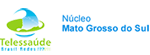 Núcleo
Mato Grosso do Sul
Telessaúde
Brasil Redes